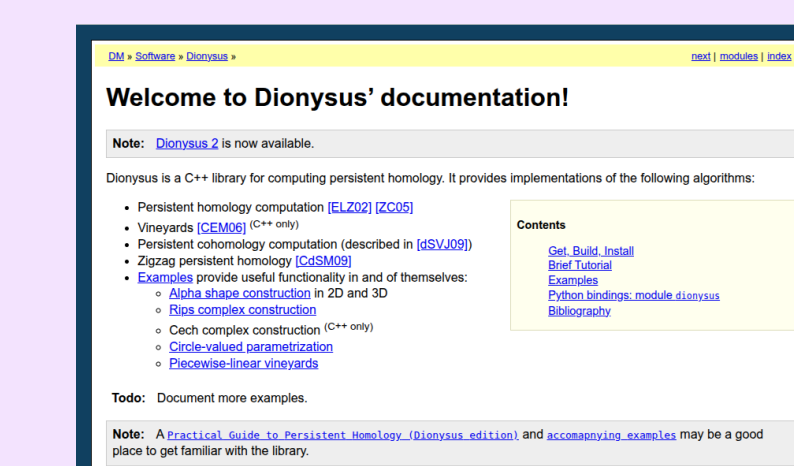 DM » Software » Dionysus »
next | modules | index
Welcome to Dionysus’ documentation!
Note: Dionysus 2 is now available.
Dionysus is a C++ library for computing persistent homology. It provides implementations of the following algorithms:
• Persistent homology computation [ELZ02] [ZC05]
• Vineyards [CEM06] (C++ only)
• Persistent cohomology computation (described in [dSVJ09])
• Zigzag persistent homology [CdSM09]
• Examples provide useful functionality in and of themselves:
◦ Alpha shape construction in 2D and 3D
◦ Rips complex construction
◦ Cech complex construction (C++ only)
◦ Circle-valued parametrization
◦ Piecewise-linear vineyards
Contents
Get, Build, Install
Brief Tutorial
Examples
Python bindings: module dionysus
Bibliography
Todo: Document more examples.
Note: A Practical Guide to Persistent Homology (Dionysus edition) and accomapnying examples may be a good
place to get familiar with the library.